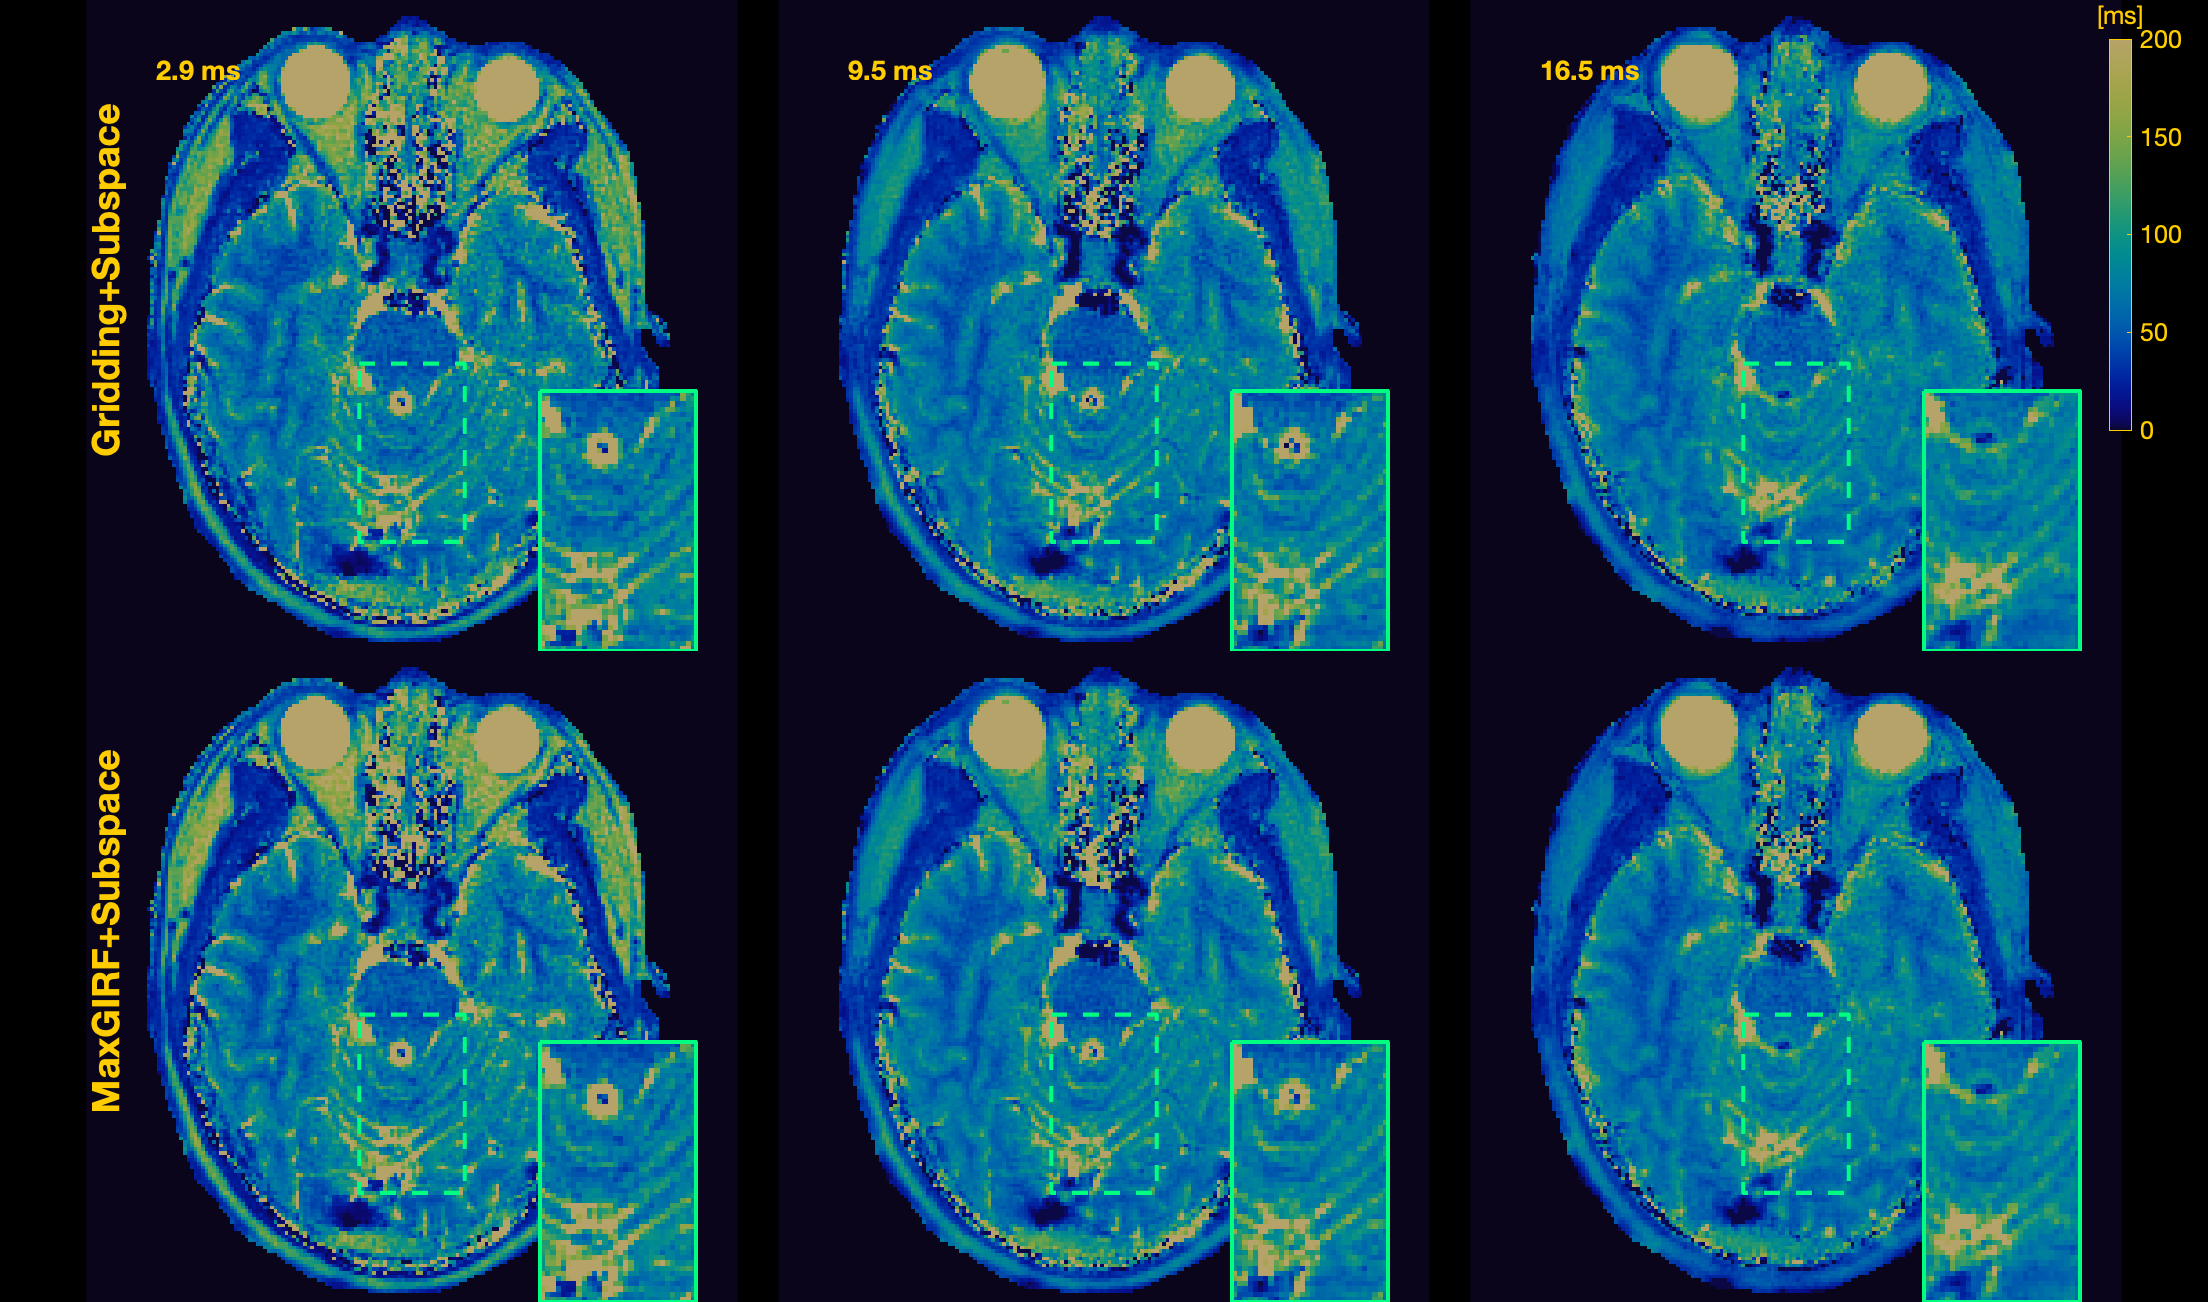 [ms]
2.9 ms
9.5 ms
16.5 ms
200
150
100
50
0
Gridding+Subspace
MaxGIRF+Subspace